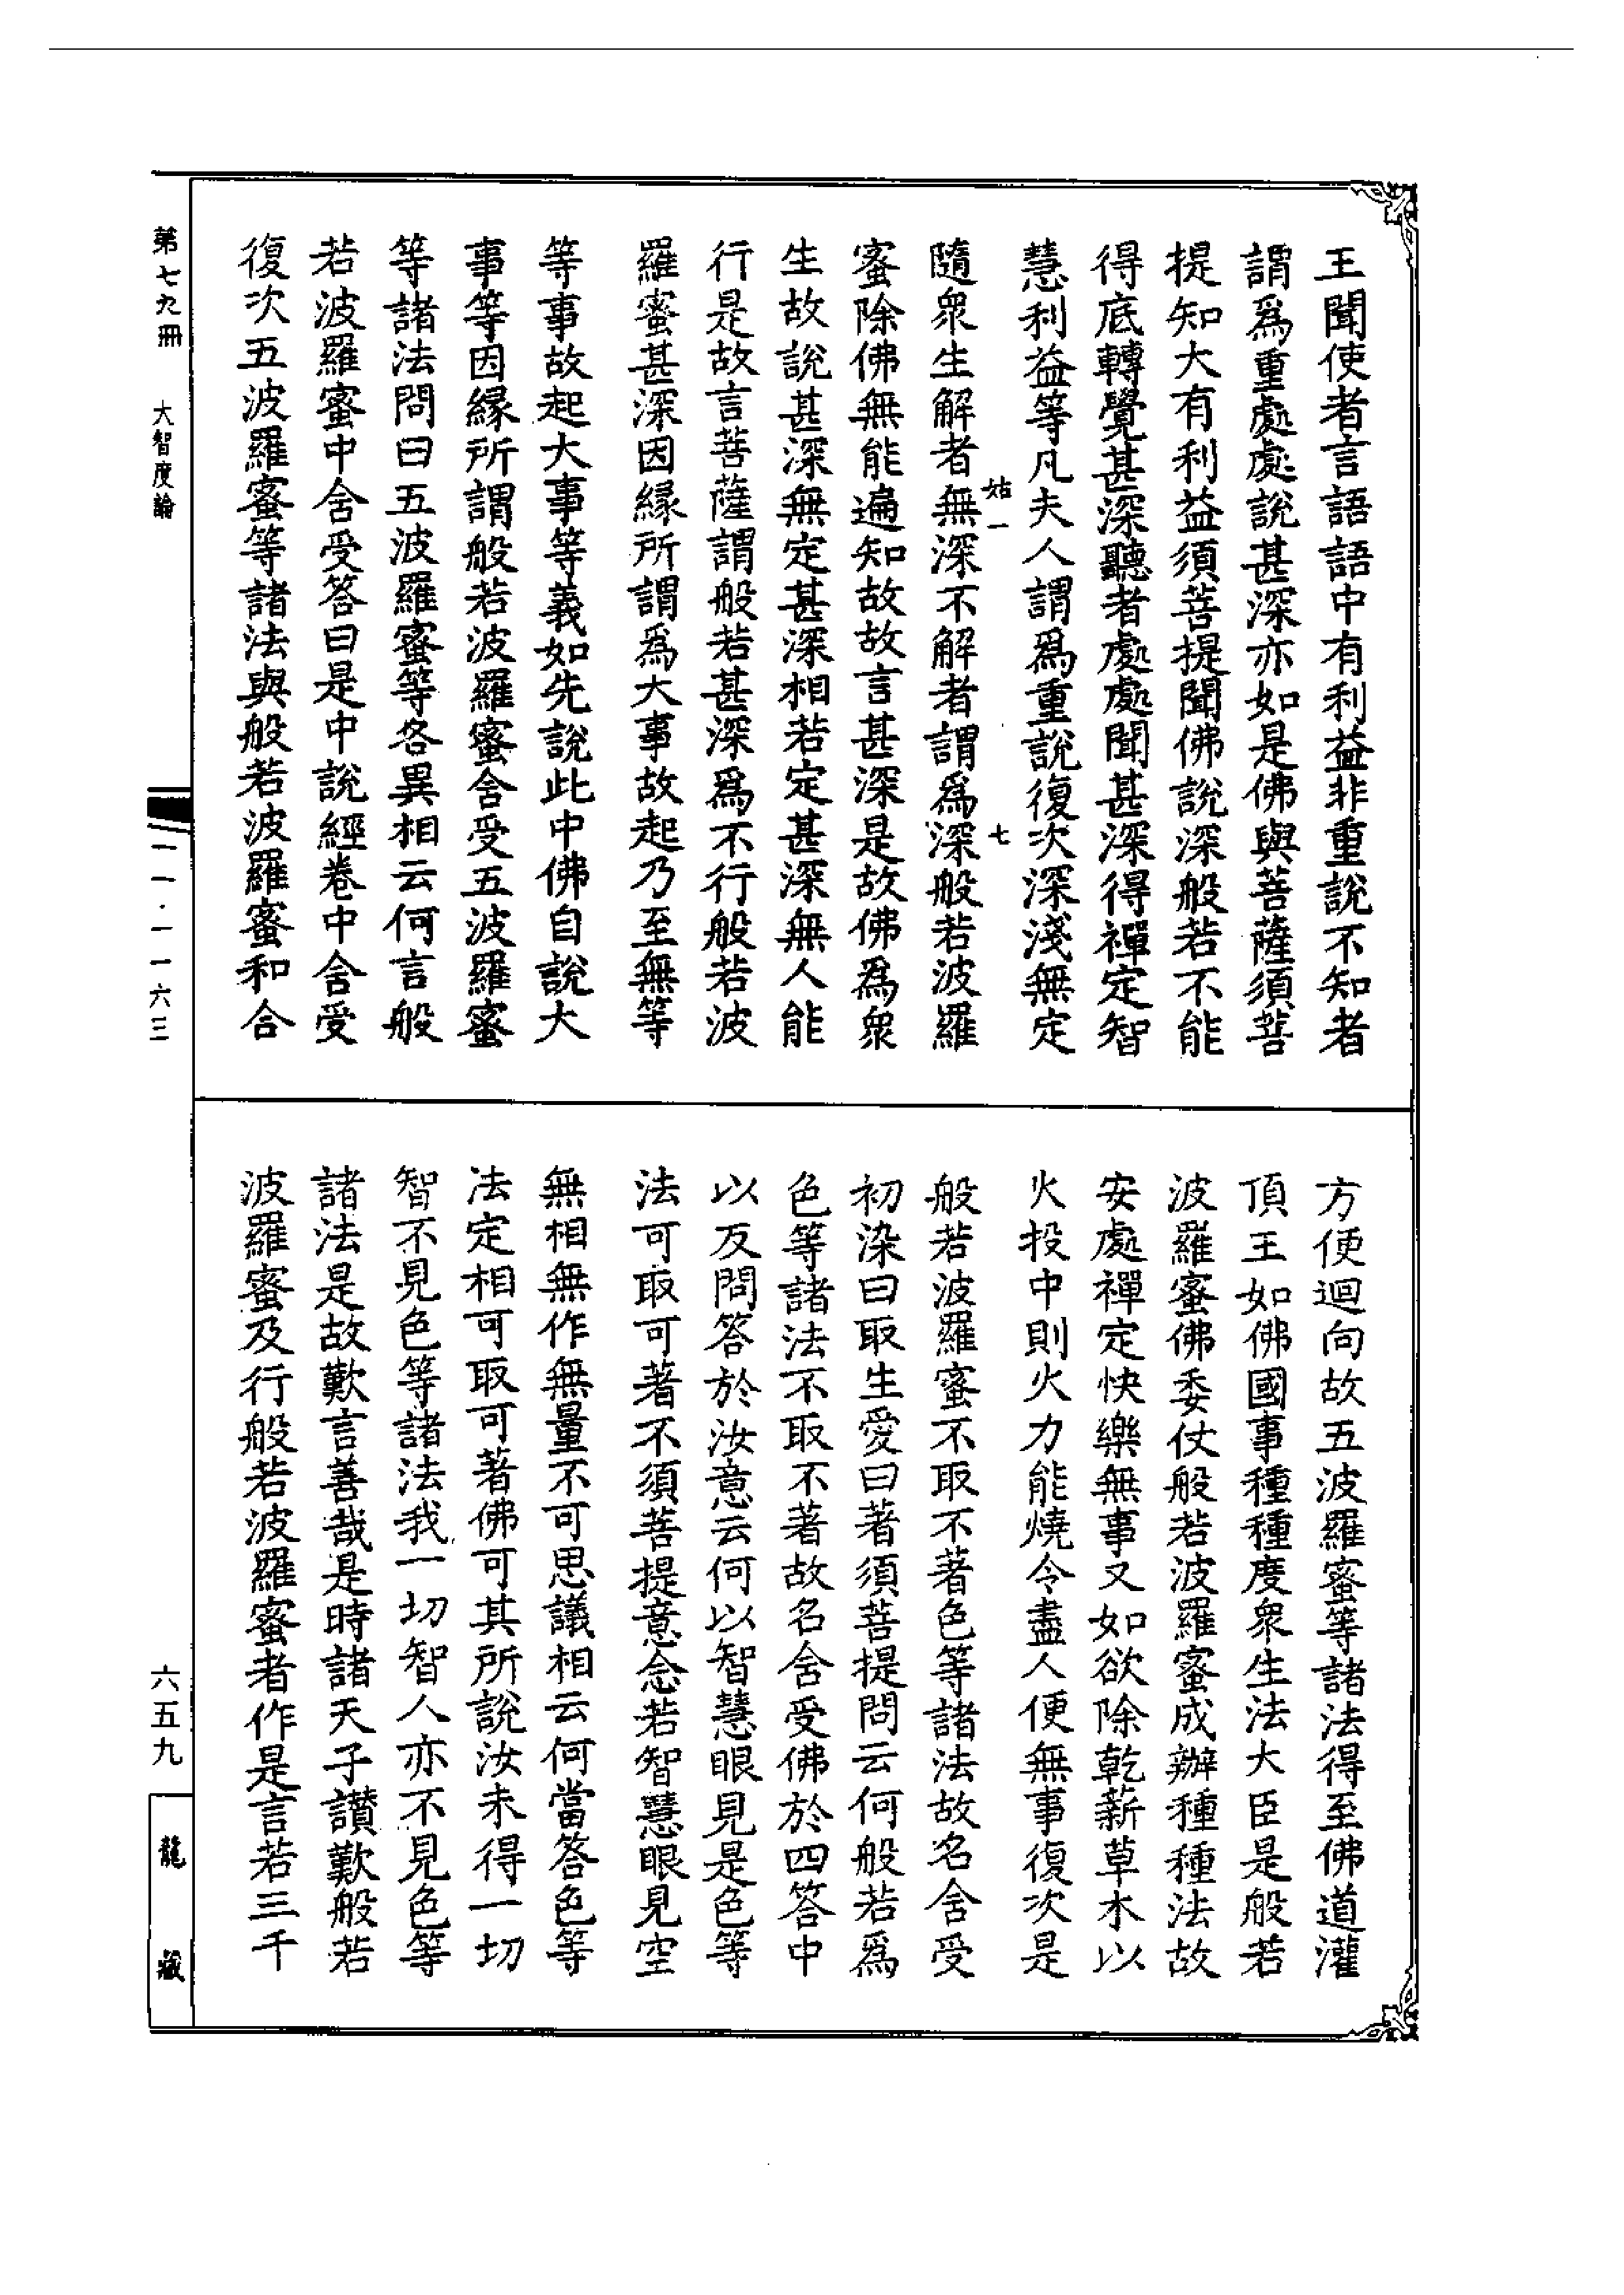 王聞使者言語語中有利益非重說不知者
謂爲重處處說甚深亦如是佛與菩薩須菩
提知大有利益須菩提聞佛說深般若不能
得底轉覺甚深聽者處處聞甚深得禪定智
慧利益等凡夫人謂爲重說復次深淺無定
姑一
七
隨衆生解者無深不解者謂爲深般若波羅
蜜除佛無能遍知故故言甚深是故佛爲衆
生故說甚深無定甚深相若定甚深無人能
行是故言菩薩謂般若甚深爲不行般若波
羅蜜甚深因緣所謂爲大事故起乃至無等
等事故起大事等義如先說此中佛自說大
事等因緣所謂般若波羅蜜含受五波羅蜜
等諸法問曰五波羅蜜等各異相云何言般
若波羅蜜中含受答曰是中說經卷中含受
復次五波羅蜜等諸法與般若波羅蜜和合
方便迴向故五波羅蜜等諸法得至佛道灌
頂王如佛國事種種度衆生法大臣是般若
波羅蜜佛委仗般若波羅蜜成辦種種法故
安處禪定快樂無事又如欲除乾薪草木以
火投中則火力能燒令盡人便無事復次是
般若波羅蜜不取不著色等諸法故名含受
初染曰取生愛曰著須菩提問云何般若爲
色等諸法不取不著故名含受佛於四答中
以反問答於汝意云何以智慧眼見是色等
法可取可著不須菩提意念若智慧眼見空
無相無作無量不可思議相云何當答色等
法定相可取可著佛可其所說汝未得一切
智不見色等諸法我一切智人亦不見色等
諸法是故歎言善哉是時諸天子讃歎般若
波羅蜜及行般若波羅蜜者作是言若三千
第七九冊
大智度論
一一一·一一六三
六五九
龍藏